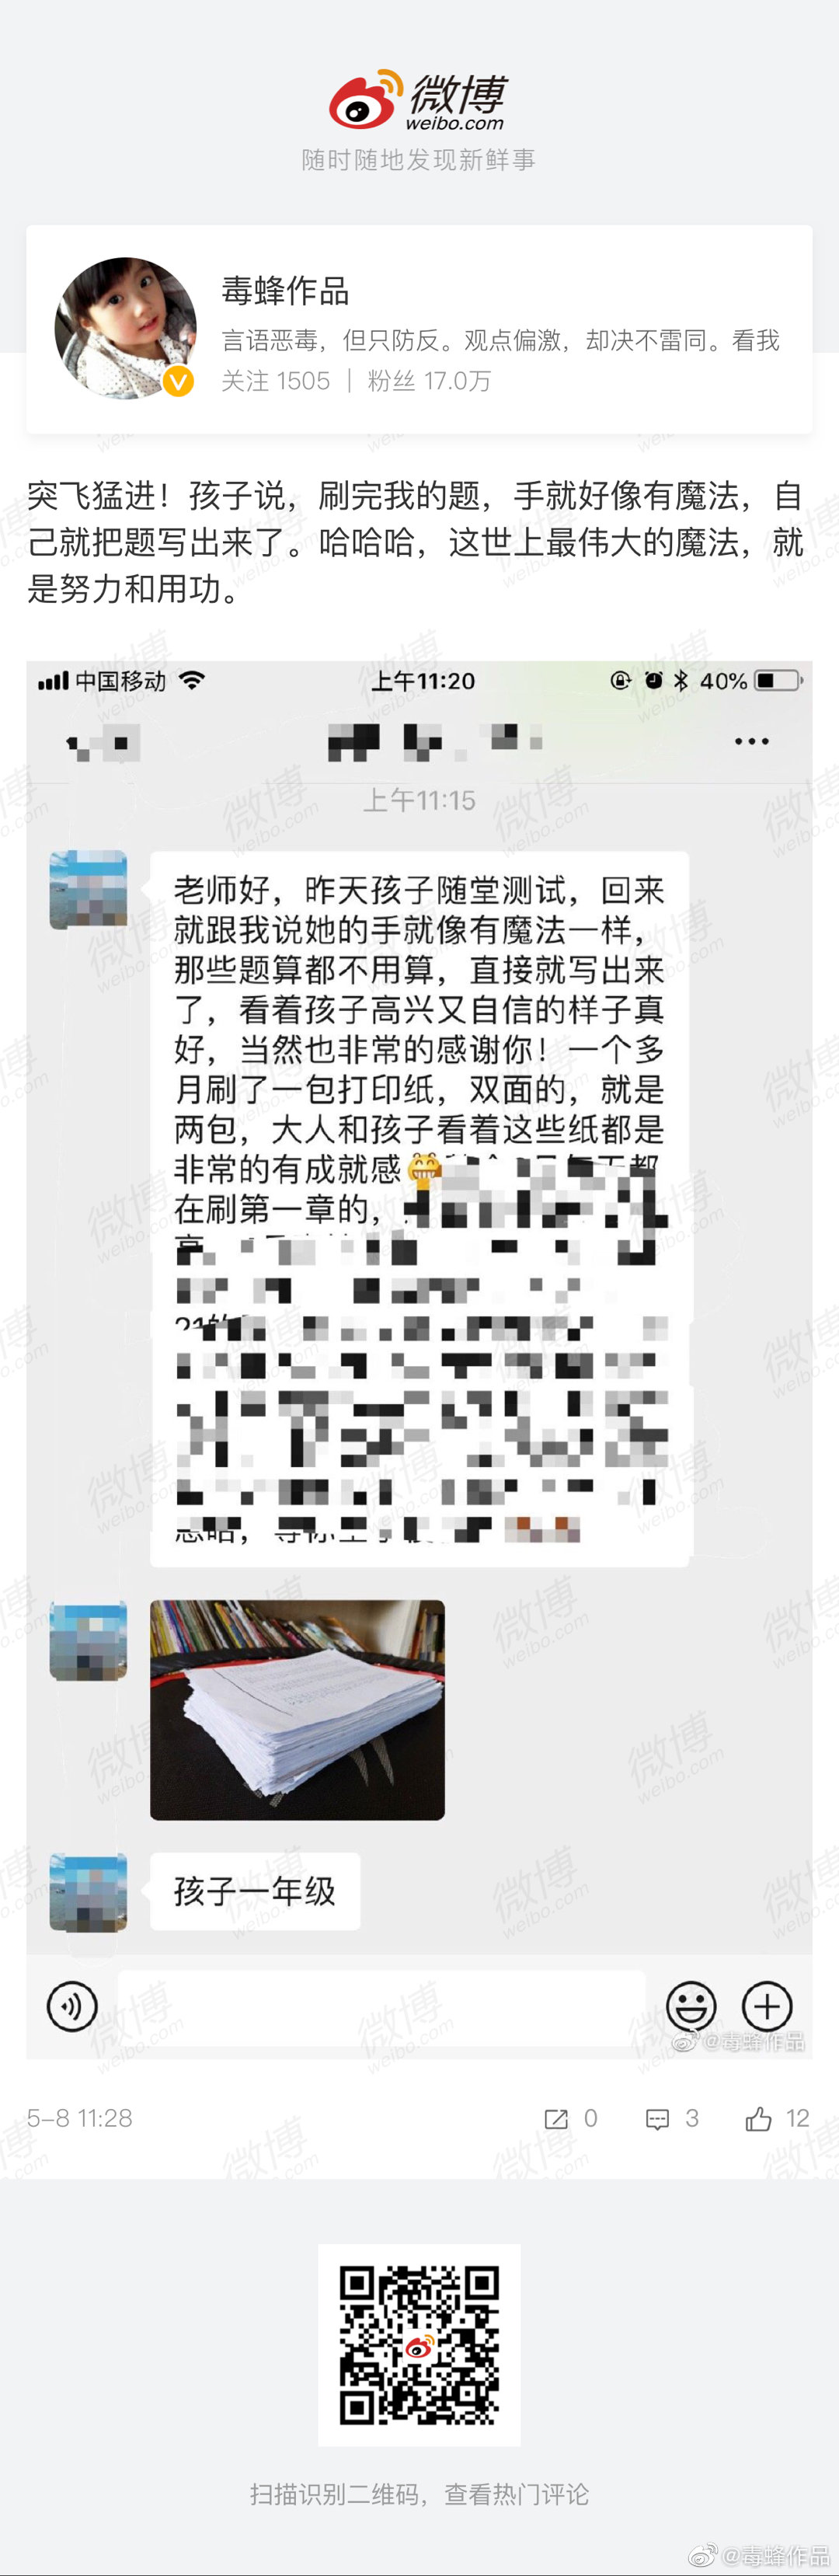 微博
weibo.com
随时随地发现新鲜事
毒蜂作品
言语恶毒，但只防反。观点偏激，却决不雷同。看我
关注 1505 | 粉丝 17.0万
突飞猛进！孩子说，刷完我的题，手就好像有魔法，自
己就把题写出来了。哈哈哈，这世上最伟大的魔法，就
是努力和用功。
中国移动 上午11:20 40%
上午11:15
老师好，昨天孩子随堂测试，回来
就跟我说她的手就像有魔法一样，
那些题算都不用算，直接就写出来
了，看着孩子高兴又自信的样子真
好，当然也非常的感谢你！一个多
月刷了一包打印纸，双面的，就是
两包，大人和孩子看着这些纸都是
非常的有成就感😁
在刷第一章的，
孩子一年级
@毒蜂作品
5-8 11:28 0 3 12
扫描识别二维码，查看热门评论
@毒蜂作品